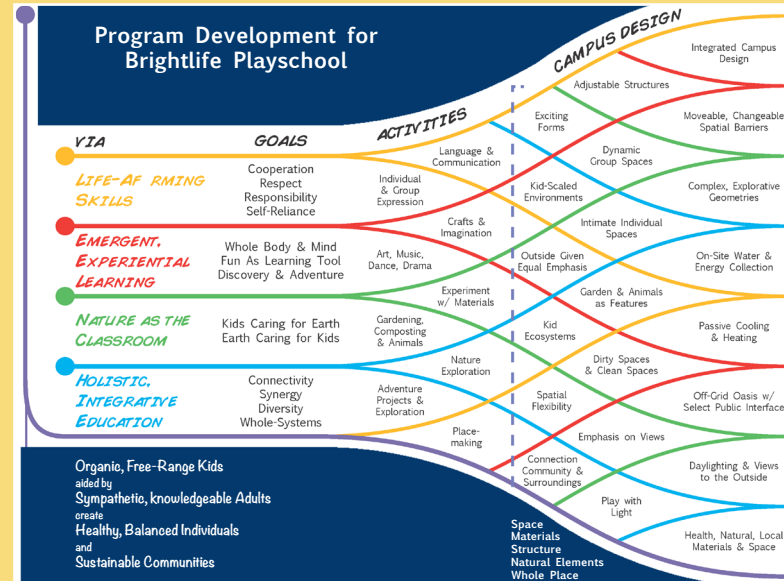 Program Development for
Brightlife Playschool
VIA
GOALS
ACTIVITIES
CAMPUS DESIGN
LIFE-AF RMING
SKILLS
Cooperation
Respect
Responsibility
Self-Reliance
EMERGENT,
EXPERIENTIAL
LEARNING
Whole Body & Mind
Fun As Learning Tool
Discovery & Adventure
NATURE AS THE
CLASSROOM
Kids Caring for Earth
Earth Caring for Kids
HOLISTIC,
INTEGRATIVE
EDUCATION
Connectivity
Synergy
Diversity
Whole-Systems
Language &
Communication
Individual
& Group
Expression
Crafts &
Imagination
Art, Music,
Dance, Drama
Experiment
w/ Materials
Gardening,
Composting
& Animals
Nature
Exploration
Adventure
Projects &
Exploration
Place-
making
Exciting
Forms
Kid-Scaled
Environments
Outside Given
Equal Emphasis
Kid
Ecosystems
Spatial
Flexibility
Connection
Community &
Surroundings
Adjustable Structures
Dynamic
Group Spaces
Intimate Individual
Spaces
Garden & Animals
as Features
Dirty Spaces
& Clean Spaces
Emphasis on Views
Play with
Light
Integrated Campus
Design
Moveable, Changeable
Spatial Barriers
Complex, Explorative
Geometries
On-Site Water &
Energy Collection
Passive Cooling
& Heating
Off-Grid Oasis w/
Select Public Interface
Daylighting & Views
to the Outside
Health, Natural, Local
Materials & Space
Organic, Free-Range Kids
aided by
Sympathetic, knowledgeable Adults
create
Healthy, Balanced Individuals
and
Sustainable Communities
Space
Materials
Structure
Natural Elements
Whole Place